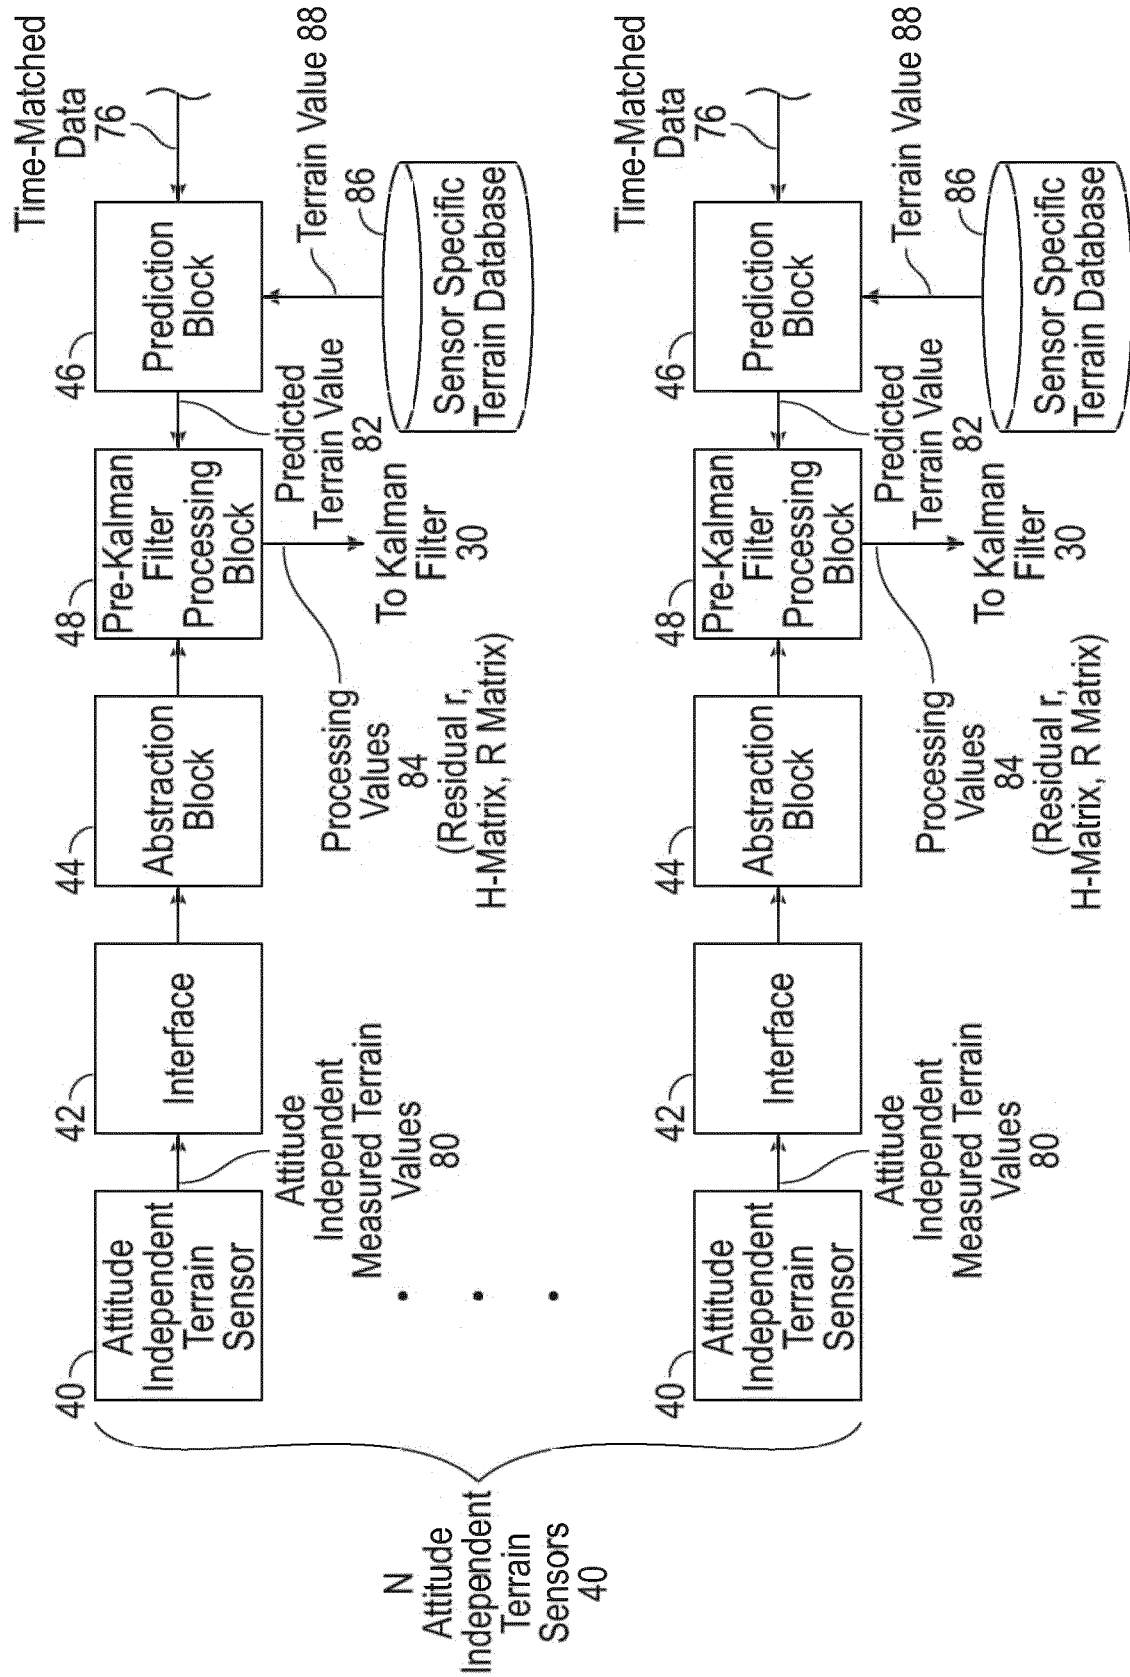 N
Attitude
Independent
Terrain
Sensors
40
40
Attitude
Independent
Terrain
Sensor
Attitude
Independent
Measured Terrain
Values
80
42
Interface
44
Abstraction
Block
48
Pre-Kalman
Filter
Processing
Block
Processing
Values
84
(Residual r,
H-Matrix, R Matrix)
To Kalman
Filter
30
Predicted
Terrain Value
82
46
Prediction
Block
Time-Matched
Data
76
Terrain Value 88
86
Sensor Specific
Terrain Database
40
Attitude
Independent
Terrain
Sensor
Attitude
Independent
Measured Terrain
Values
80
42
Interface
44
Abstraction
Block
48
Pre-Kalman
Filter
Processing
Block
Processing
Values
84
(Residual r,
H-Matrix, R Matrix)
To Kalman
Filter
30
Predicted
Terrain Value
82
46
Prediction
Block
Time-Matched
Data
76
Terrain Value 88
86
Sensor Specific
Terrain Database